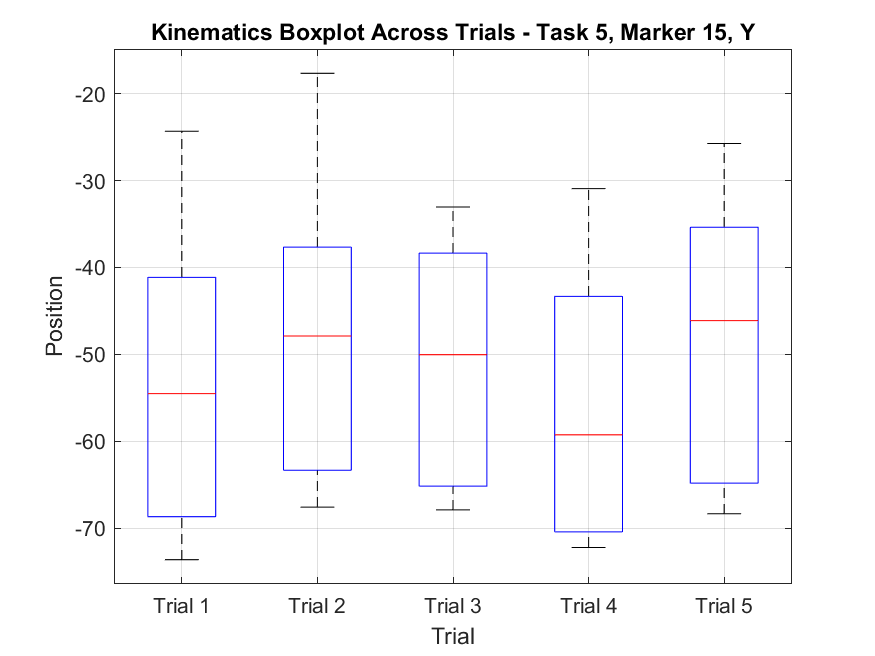 Kinematics Boxplot Across Trials - Task 5, Marker 15, Y
Position
-20
-30
-40
-50
-60
-70
Trial 1 Trial 2 Trial 3 Trial 4 Trial 5
Trial